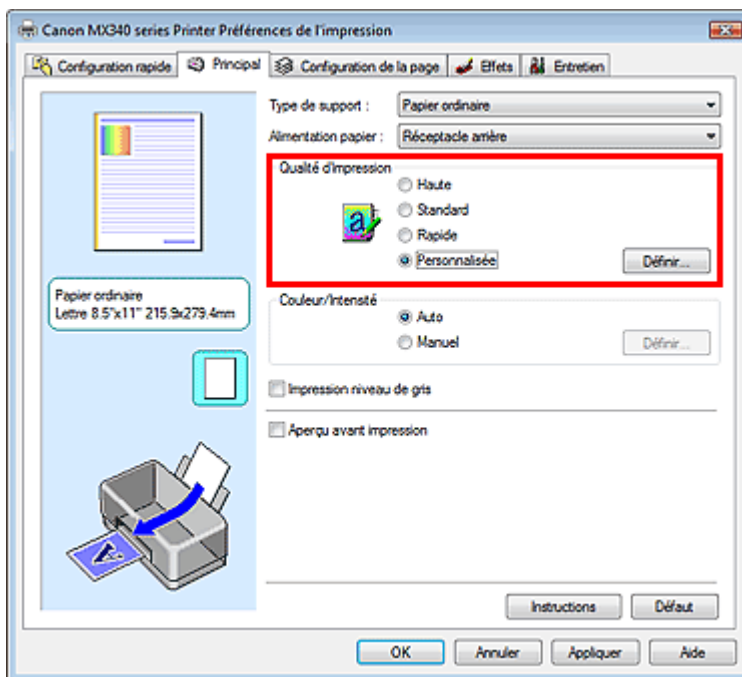 Canon MX340 series Printer Préférences de l'impression
Configuration rapide
Principal
Configuration de la page
Effets
Entretien
Type de support :
Papier ordinaire
Alimentation papier :
Réceptacle arrière
Qualité d'impression
Haute
Standard
Rapide
Personnalisée
Définir...
Papier ordinaire
Lettre 8.5"x11" 215.9x279.4mm
Couleur/Intensité
Auto
Manuel
Définir...
Impression niveau de gris
Aperçu avant impression
Instructions
Défaut
OK
Annuler
Appliquer
Aide